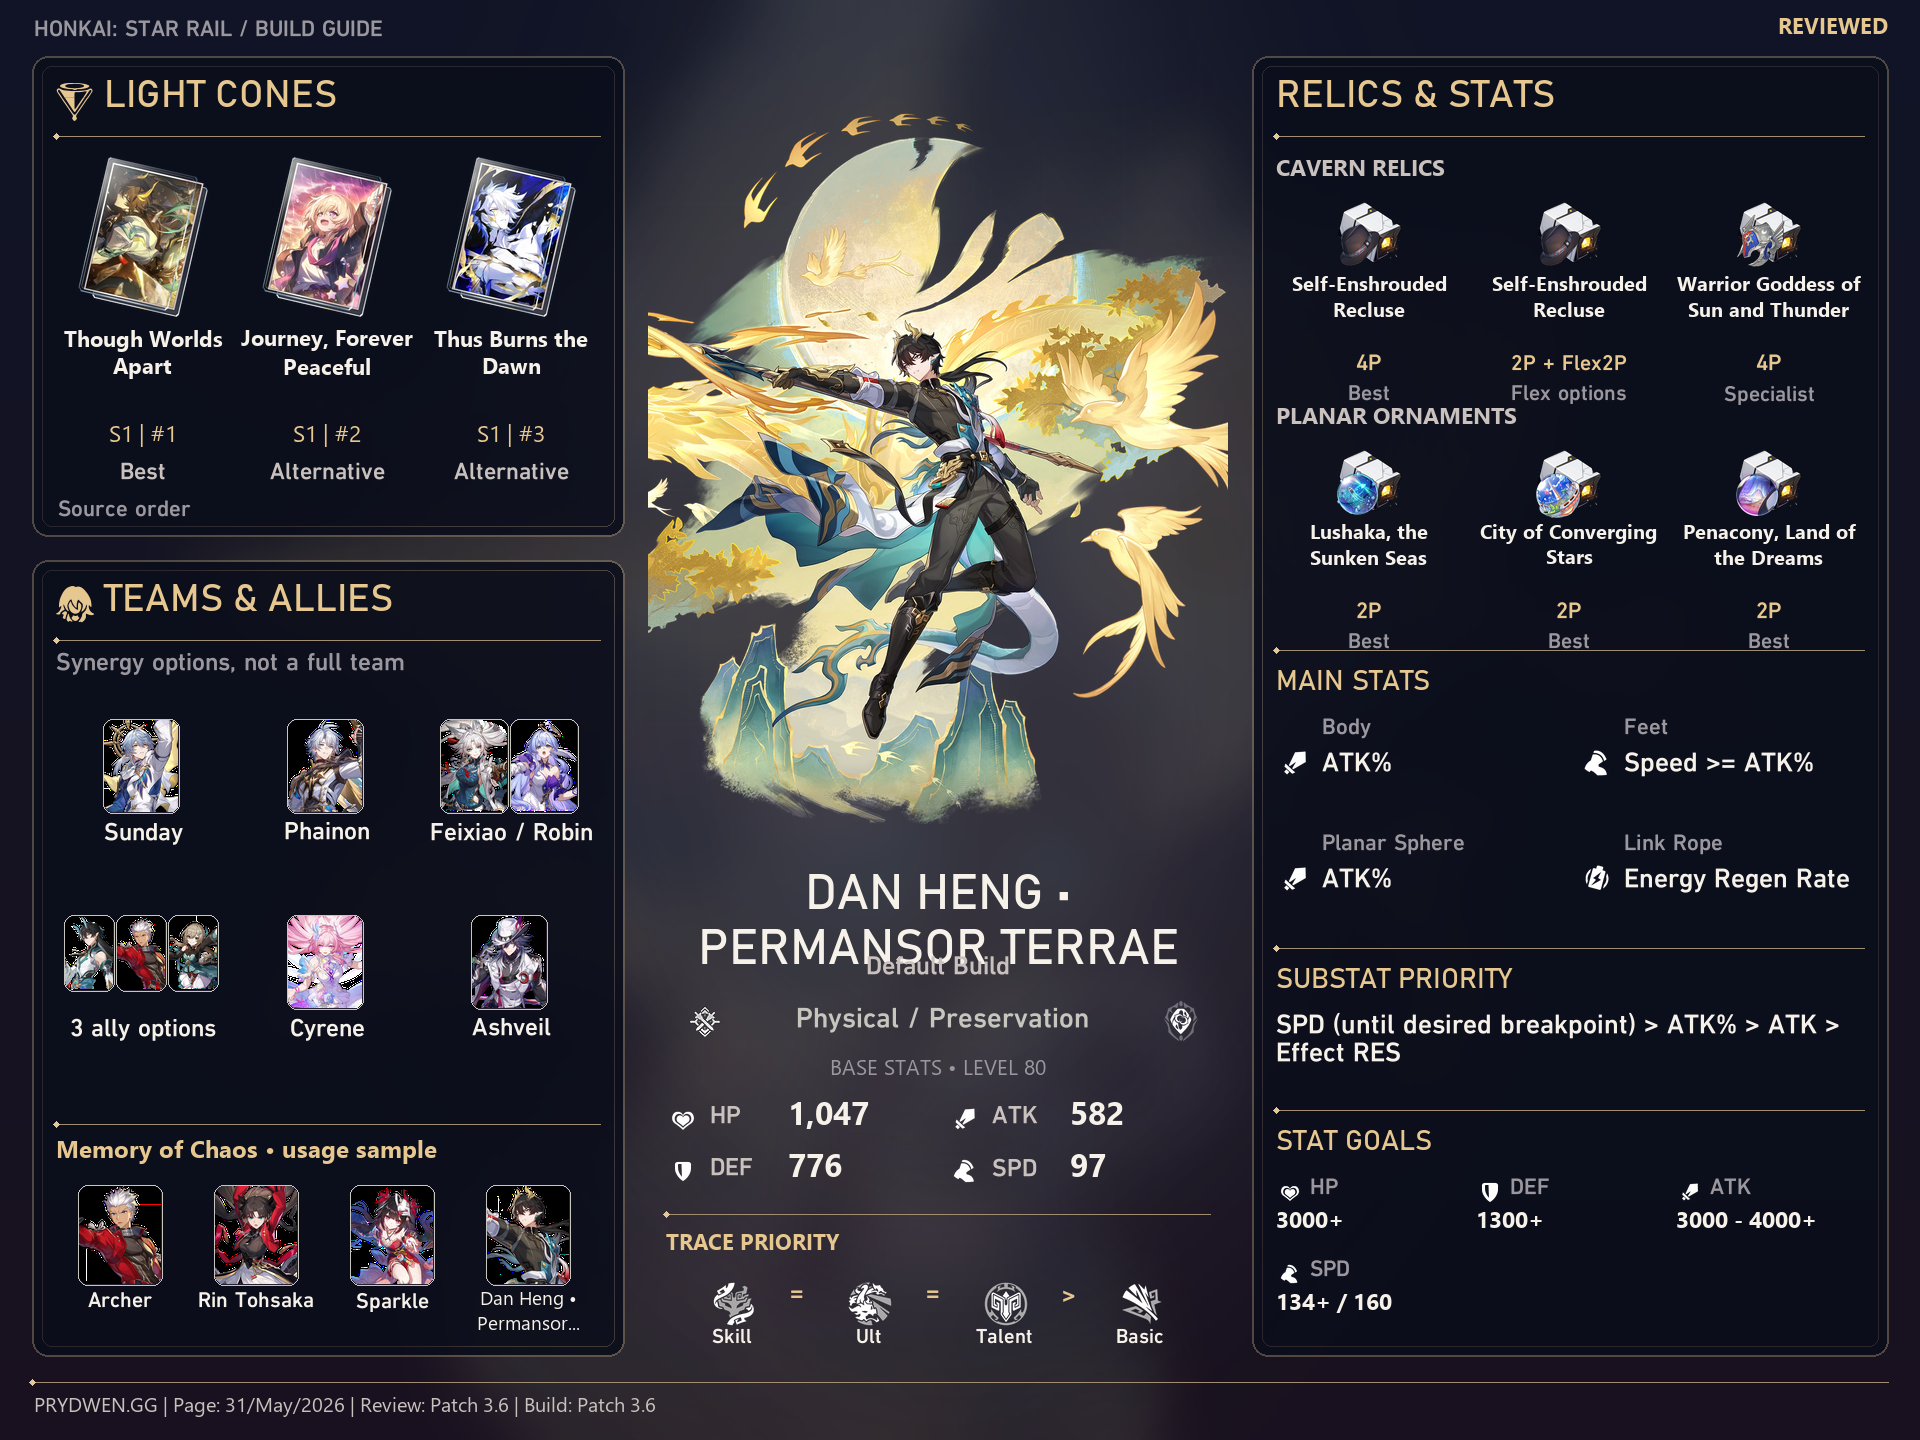 HONKAI: STAR RAIL / BUILD GUIDE
REVIEWED
LIGHT CONES
Though Worlds Apart
S1 | #1
Best
Journey, Forever Peaceful
S1 | #2
Alternative
Thus Burns the Dawn
S1 | #3
Alternative
Source order
TEAMS & ALLIES
Synergy options, not a full team
Sunday
Phainon
Feixiao / Robin
3 ally options
Cyrene
Ashveil
Memory of Chaos • usage sample
Archer
Rin Tohsaka
Sparkle
Dan Heng •
Permansor...
DAN HENG •
PERMANSOR TERRAE
Default Build
Physical / Preservation
BASE STATS • LEVEL 80
HP 1,047
ATK 582
DEF 776
SPD 97
TRACE PRIORITY
Skill = Ult = Talent > Basic
RELICS & STATS
CAVERN RELICS
Self-Enshrouded
Recluse
4P
Best
Self-Enshrouded
Recluse
2P + Flex2P
Flex options
Warrior Goddess of
Sun and Thunder
4P
Specialist
PLANAR ORNAMENTS
Lushaka, the
Sunken Seas
2P
Best
City of Converging
Stars
2P
Best
Penacony, Land of
the Dreams
2P
Best
MAIN STATS
Body
ATK%
Feet
Speed >= ATK%
Planar Sphere
ATK%
Link Rope
Energy Regen Rate
SUBSTAT PRIORITY
SPD (until desired breakpoint) > ATK% > ATK >
Effect RES
STAT GOALS
HP
3000+
DEF
1300+
ATK
3000 - 4000+
SPD
134+ / 160
PRYDWEN.GG | Page: 31/May/2026 | Review: Patch 3.6 | Build: Patch 3.6